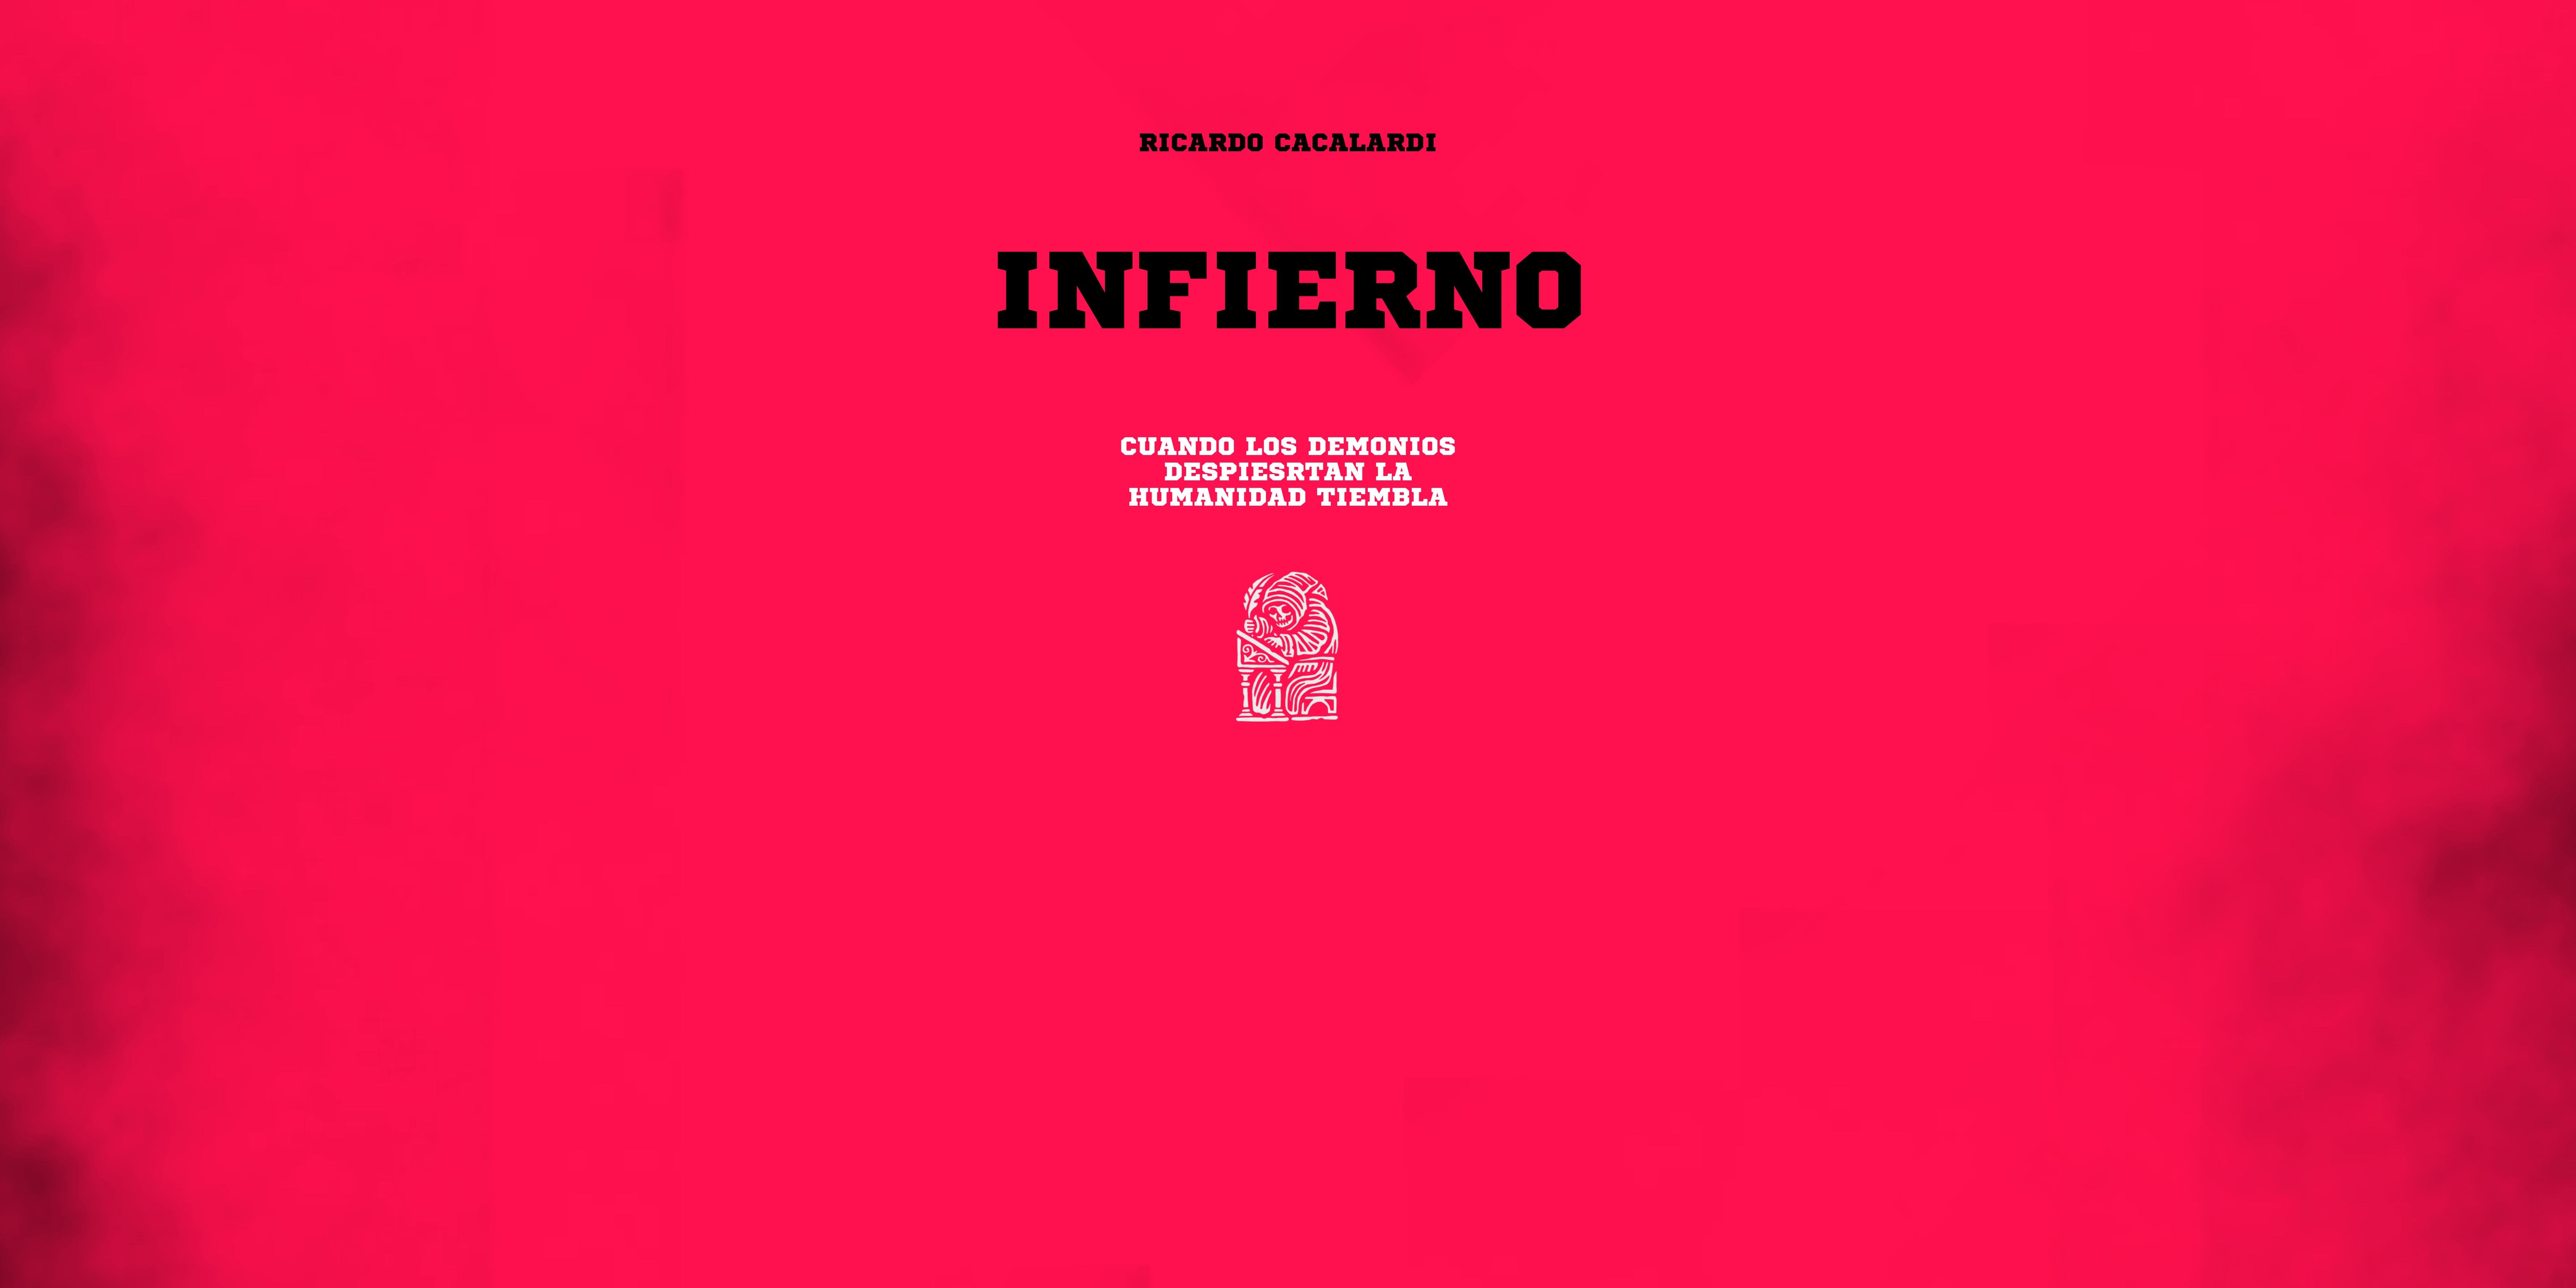 RICARDO CACALARDI
INFIERNO
CUANDO LOS DEMONIOS
DESPIESRTAN LA
HUMANIDAD TIEMBLA